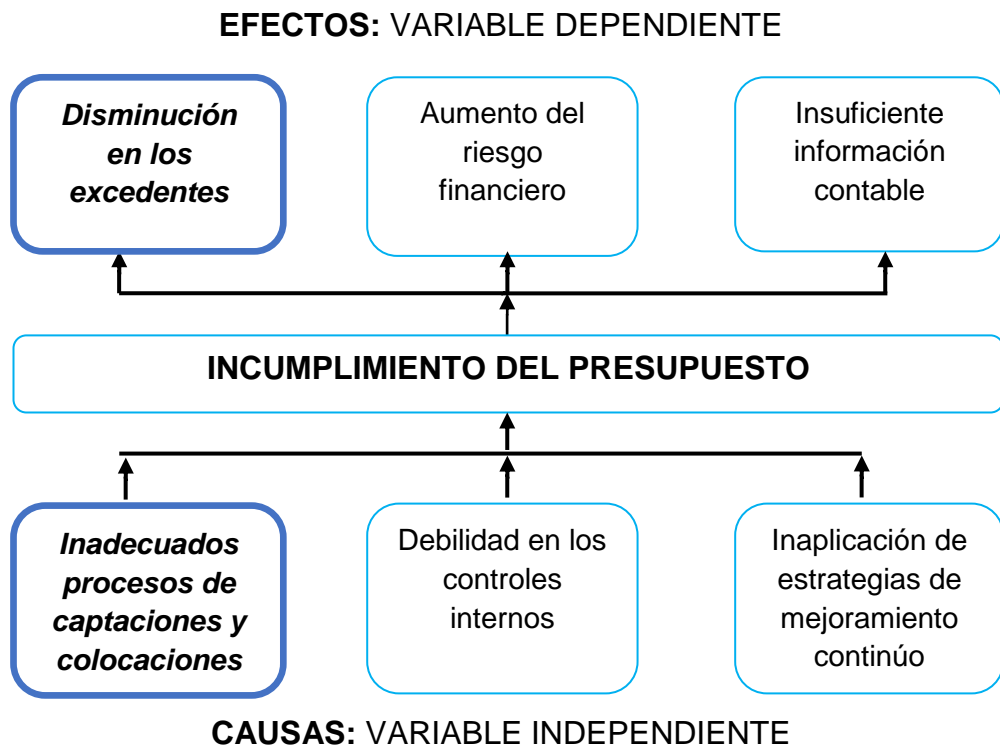 EFECTOS: VARIABLE DEPENDIENTE
Disminución
en los
excedentes
Aumento del
riesgo
financiero
Insuficiente
información
contable
INCUMPLIMIENTO DEL PRESUPUESTO
Inadecuados
procesos de
captaciones y
colocaciones
Debilidad en los
controles
internos
Inaplicación de
estrategias de
mejoramiento
continúo
CAUSAS: VARIABLE INDEPENDIENTE